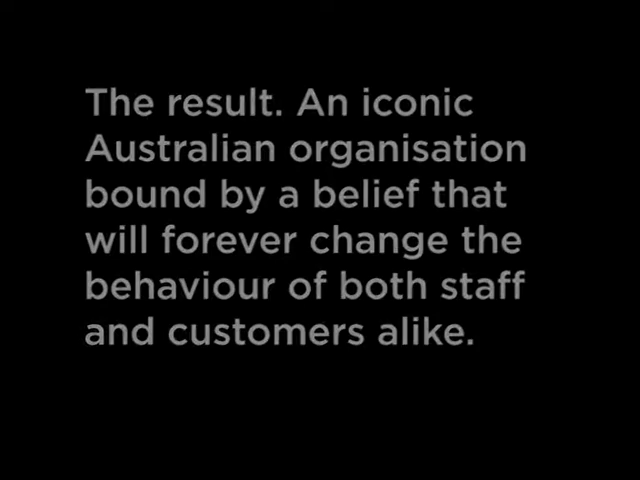 The result. An iconic
Australian organisation
bound by a belief that
will forever change the
behaviour of both staff
and customers alike.